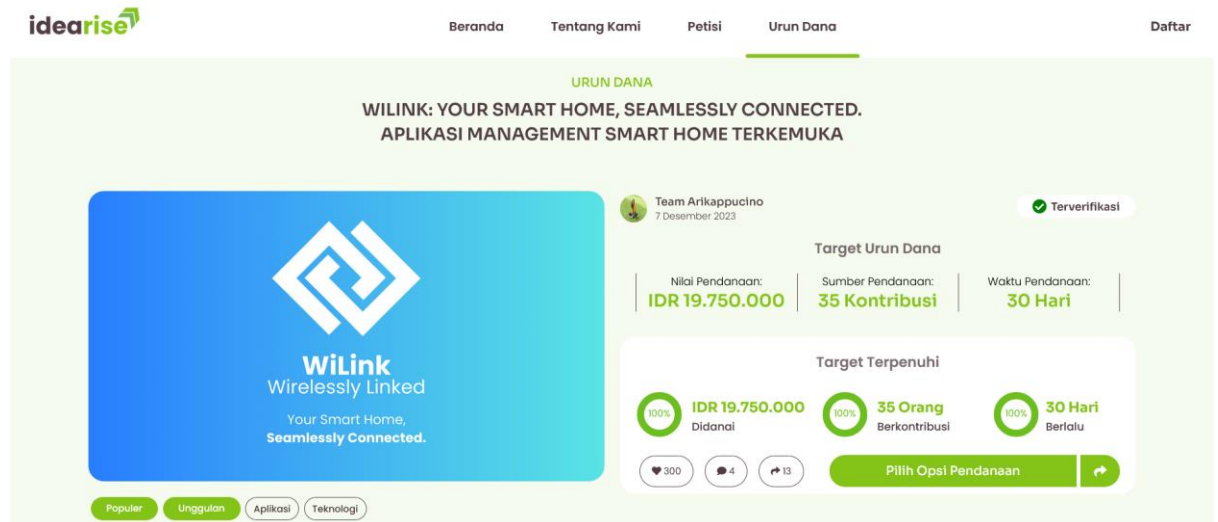 idearise
Beranda
Tentang Kami
Petisi
Urun Dana
Daftar
URUN DANA
WILINK: YOUR SMART HOME, SEAMLESSLY CONNECTED.
APLIKASI MANAGEMENT SMART HOME TERKEMUKA
WiLink
Wirelessly Linked
Your Smart Home,
Seamlessly Connected.
Populer
Unggulan
Aplikasi
Teknologi
Team Arikappucino
7 Desember 2023
Terverifikasi
Target Urun Dana
Nilai Pendanaan:
IDR 19.750.000
Sumber Pendanaan:
35 Kontribusi
Waktu Pendanaan:
30 Hari
Target Terpenuhi
100%
IDR 19.750.000
Didanai
100%
35 Orang
Berkontribusi
100%
30 Hari
Berlalu
300
4
13
Pilih Opsi Pendanaan